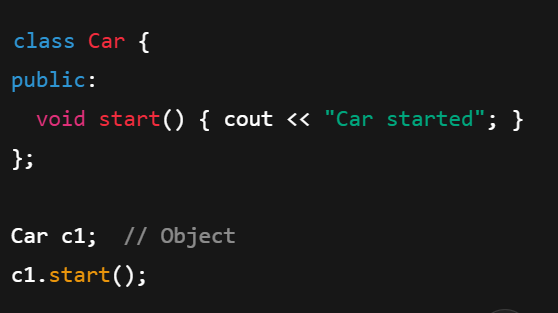 class Car {
public:
  void start() { cout << "Car started"; }
};

Car c1;  // Object
c1.start();